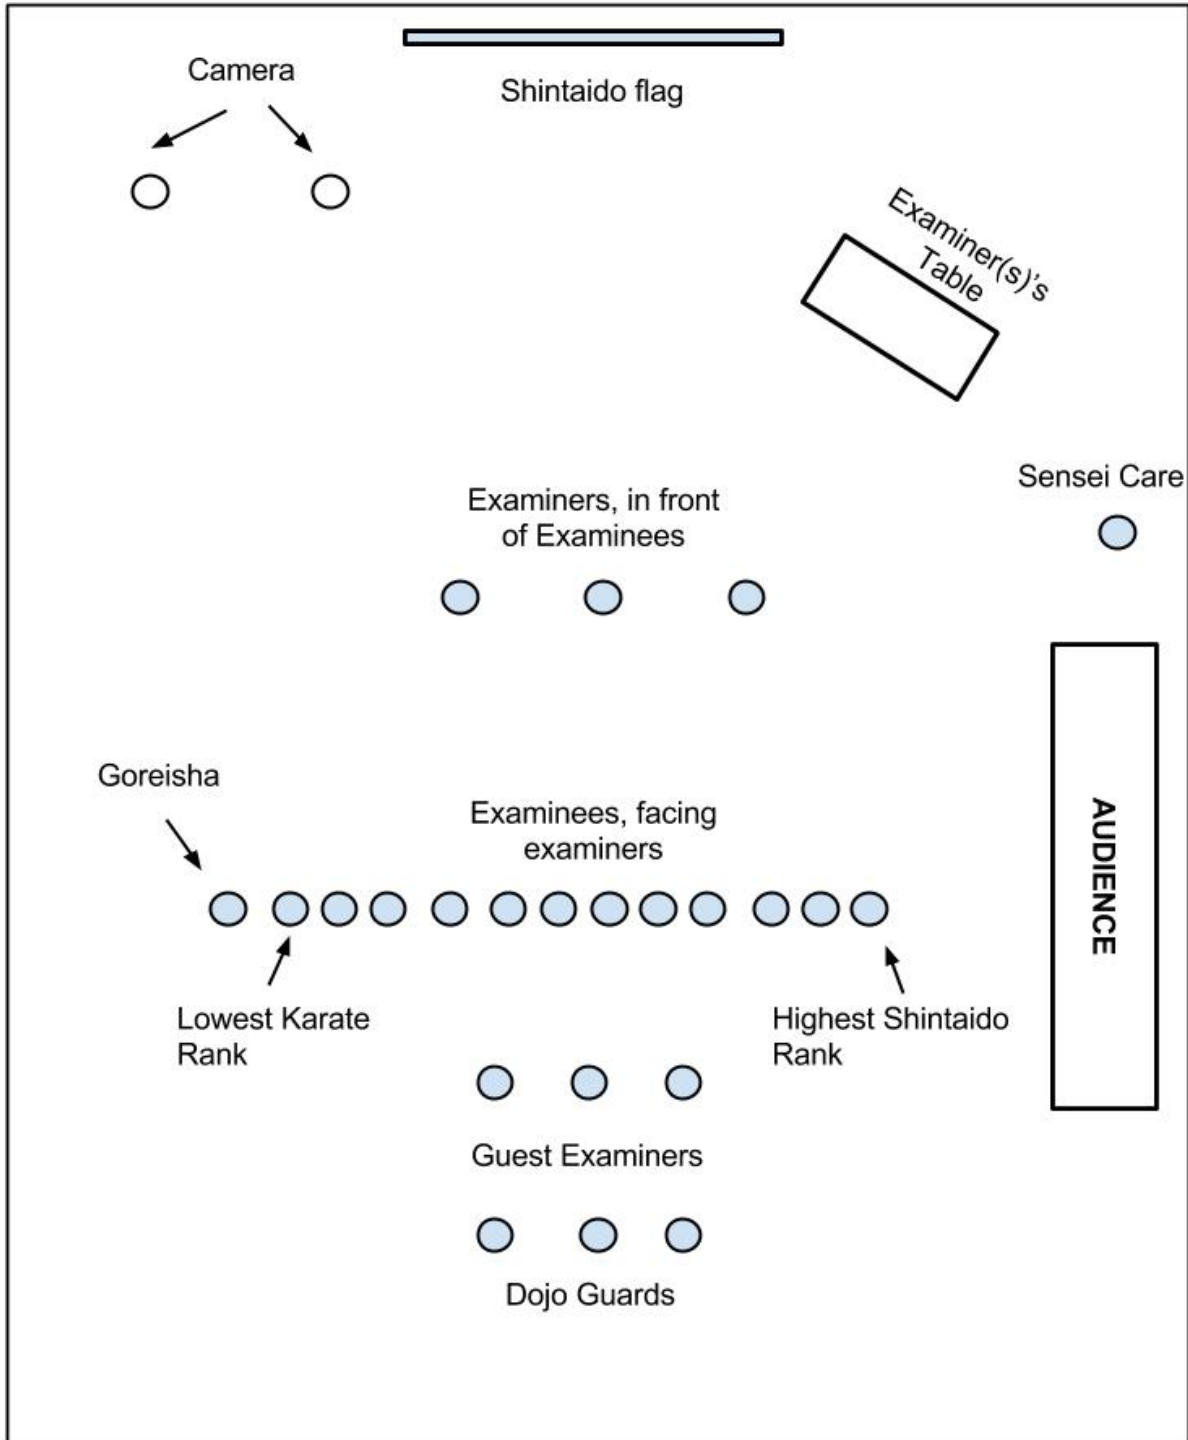 Camera
Shintaido flag
Examiner(s)'s
Table
Sensei Care
Examiners, in front
of Examinees
Goreisha
Examinees, facing
examiners
AUDIENCE
Lowest Karate
Rank
Highest Shintaido
Rank
Guest Examiners
Dojo Guards